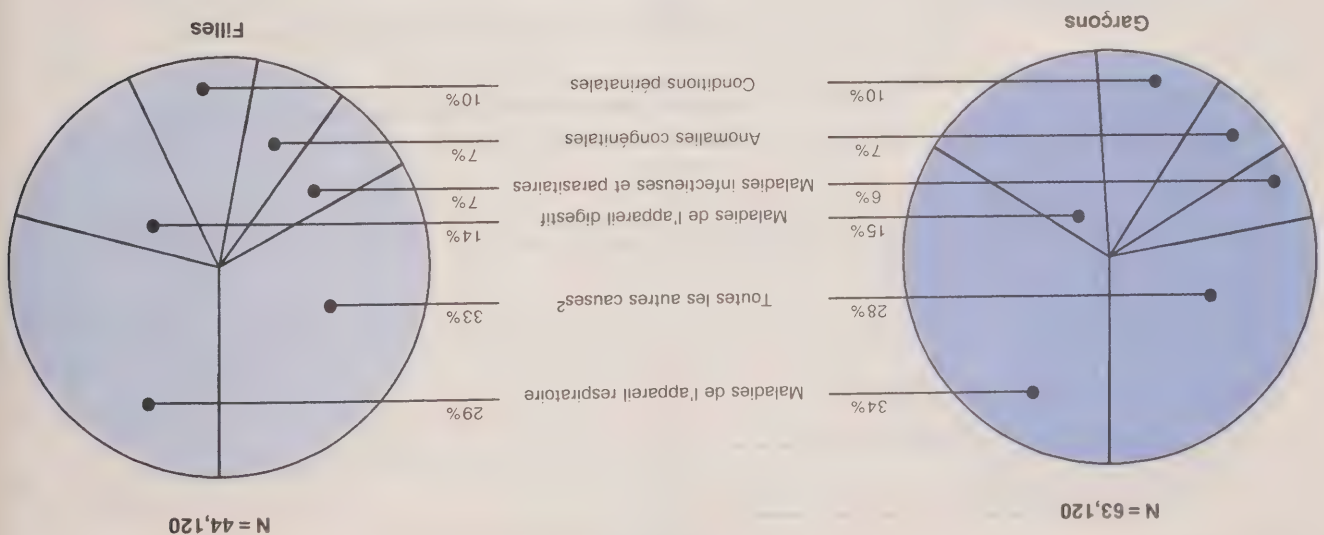 N = 63,120
N = 44,120
34% Maladies de l'appareil respiratoire 29%
28% Toutes les autres causes² 33%
15% Maladies de l'appareil digestif 14%
6% Maladies infectieuses et parasitaires 7%
7% Anomalies congénitales 7%
10% Conditions périnatales 10%
Garçons
Filles